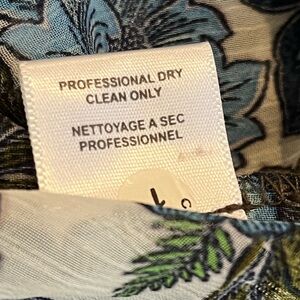 PROFESSIONAL DRY
CLEAN ONLY
NETTOYAGE A SEC
PROFESSIONNEL